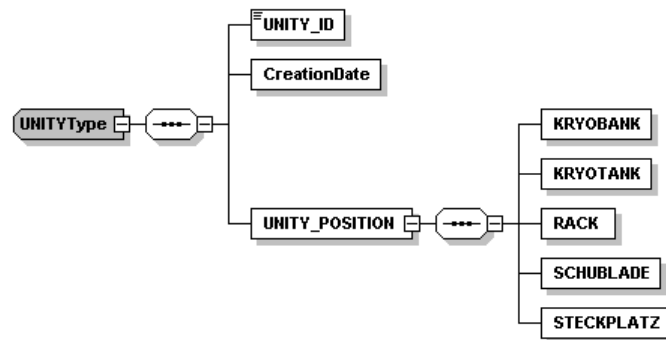 UNITY_ID
CreationDate
UNITYType
KRYOBANK
KRYOTANK
UNITY_POSITION
RACK
SCHUBLADE
STECKPLATZ